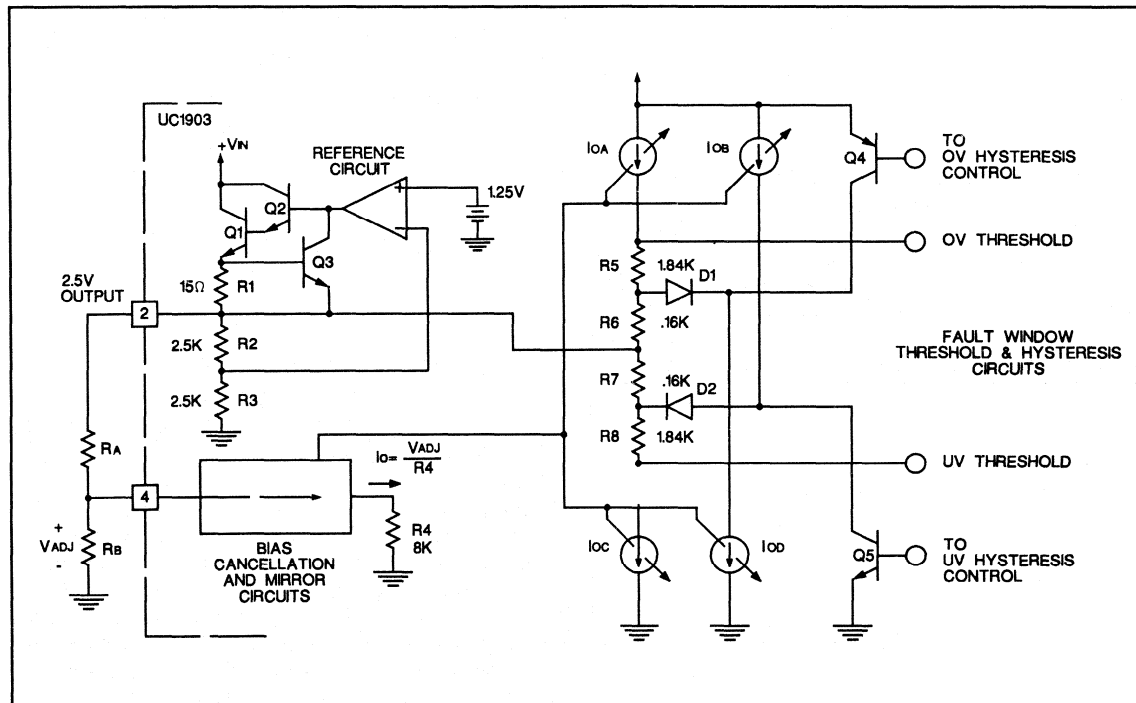 UC1903
+VIN
REFERENCE
CIRCUIT
1.25V
Q2
Q1
Q3
+
–
2.5V
OUTPUT
15Ω R1
2
2.5K R2
2.5K R3
RA
4
+
VADJ
-
RB
IO= VADJ
R4
R4
8K
BIAS
CANCELLATION
AND MIRROR
CIRCUITS
IOA
IOB
Q4
TO
OV HYSTERESIS
CONTROL
OV THRESHOLD
R5 1.84K
D1
R6 .16K
R7 .16K
D2
R8 1.84K
FAULT WINDOW
THRESHOLD & HYSTERESIS
CIRCUITS
UV THRESHOLD
IOC
IOD
Q5
TO
UV HYSTERESIS
CONTROL